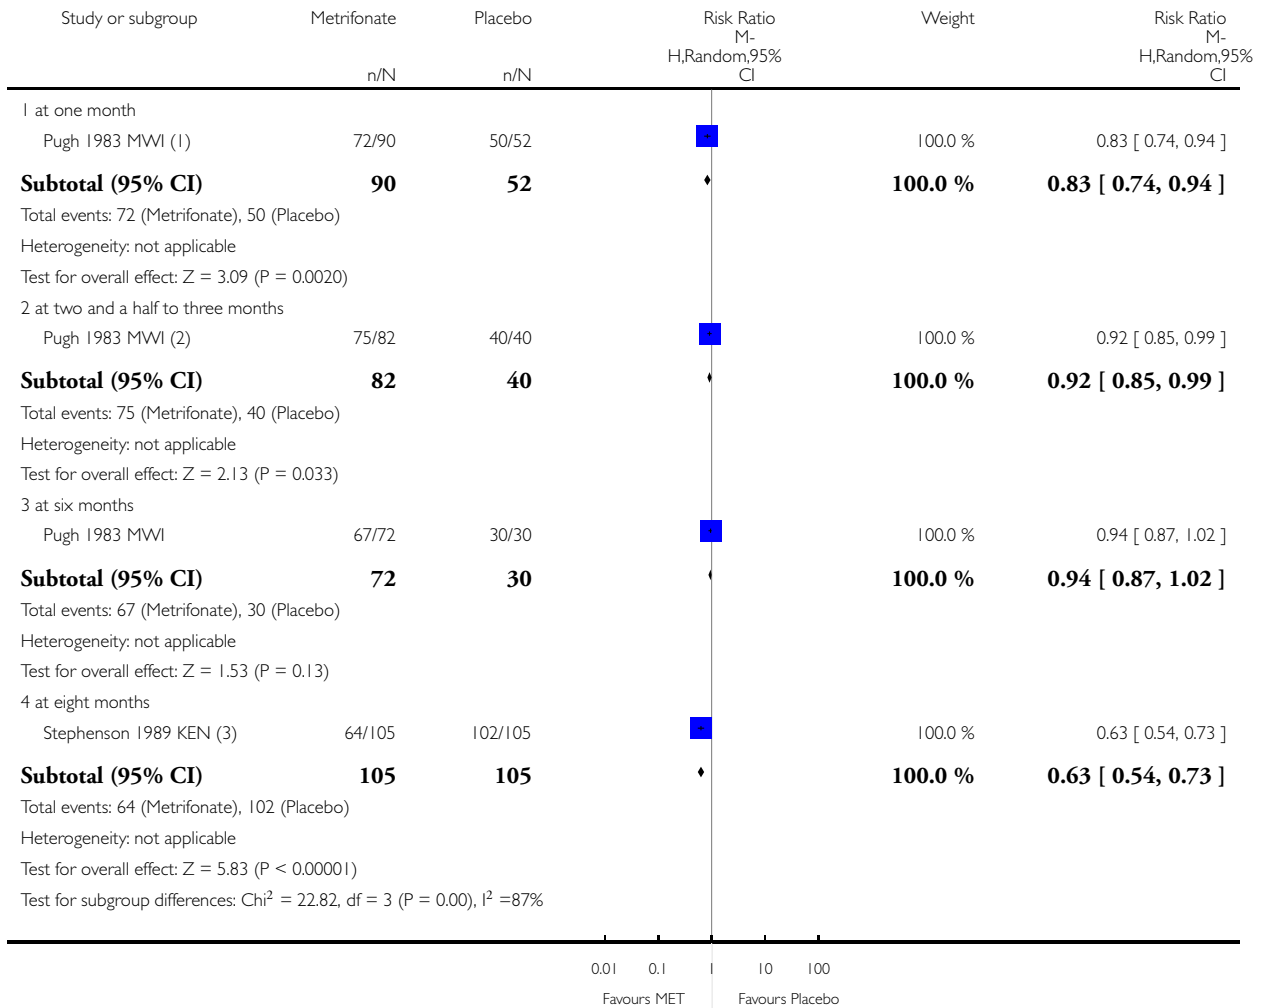 Study or subgroup Metrifonate Placebo Risk Ratio Weight Risk Ratio
M- M-
H,Random,95% H,Random,95%
n/N n/N CI CI
1 at one month
Pugh 1983 MWI (1) 72/90 50/52 100.0 % 0.83 [ 0.74, 0.94 ]
Subtotal (95% CI) 90 52 100.0 % 0.83 [ 0.74, 0.94 ]
Total events: 72 (Metrifonate), 50 (Placebo)
Heterogeneity: not applicable
Test for overall effect: Z = 3.09 (P = 0.0020)
2 at two and a half to three months
Pugh 1983 MWI (2) 75/82 40/40 100.0 % 0.92 [ 0.85, 0.99 ]
Subtotal (95% CI) 82 40 100.0 % 0.92 [ 0.85, 0.99 ]
Total events: 75 (Metrifonate), 40 (Placebo)
Heterogeneity: not applicable
Test for overall effect: Z = 2.13 (P = 0.033)
3 at six months
Pugh 1983 MWI 67/72 30/30 100.0 % 0.94 [ 0.87, 1.02 ]
Subtotal (95% CI) 72 30 100.0 % 0.94 [ 0.87, 1.02 ]
Total events: 67 (Metrifonate), 30 (Placebo)
Heterogeneity: not applicable
Test for overall effect: Z = 1.53 (P = 0.13)
4 at eight months
Stephenson 1989 KEN (3) 64/105 102/105 100.0 % 0.63 [ 0.54, 0.73 ]
Subtotal (95% CI) 105 105 100.0 % 0.63 [ 0.54, 0.73 ]
Total events: 64 (Metrifonate), 102 (Placebo)
Heterogeneity: not applicable
Test for overall effect: Z = 5.83 (P < 0.00001)
Test for subgroup differences: Chi² = 22.82, df = 3 (P = 0.00), I² =87%
0.01 0.1 1 10 100
Favours MET Favours Placebo